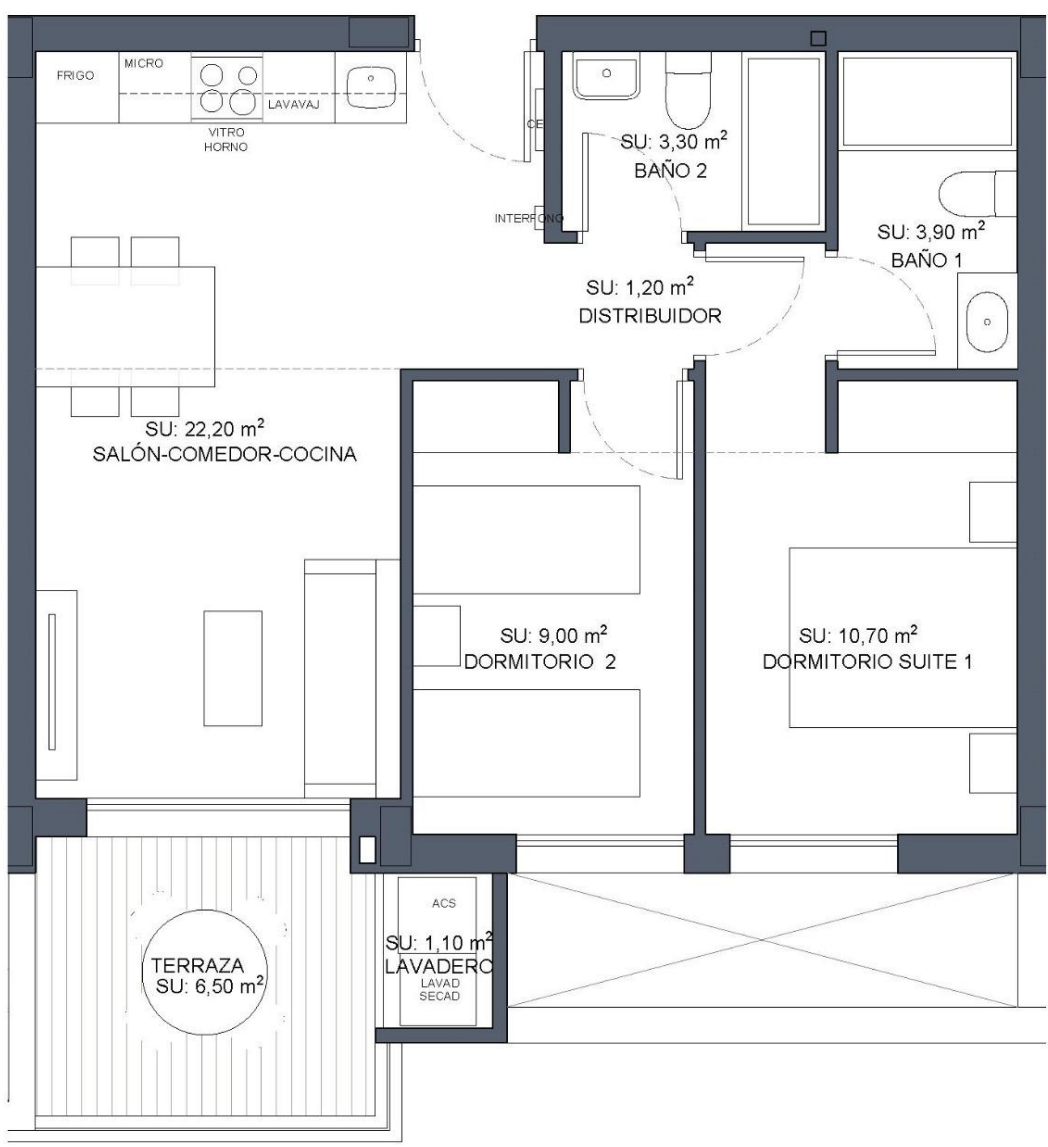 FRIGO
MICRO
LAVAVAJ
VITRO
HORNO
CE
INTERFONO
SU: 3,30 m²
BAÑO 2
SU: 3,90 m²
BAÑO 1
SU: 1,20 m²
DISTRIBUIDOR
SU: 22,20 m²
SALÓN-COMEDOR-COCINA
SU: 9,00 m²
DORMITORIO 2
SU: 10,70 m²
DORMITORIO SUITE 1
ACS
SU: 1,10 m²
LAVADERO
LAVAD
SECAD
TERRAZA
SU: 6,50 m²